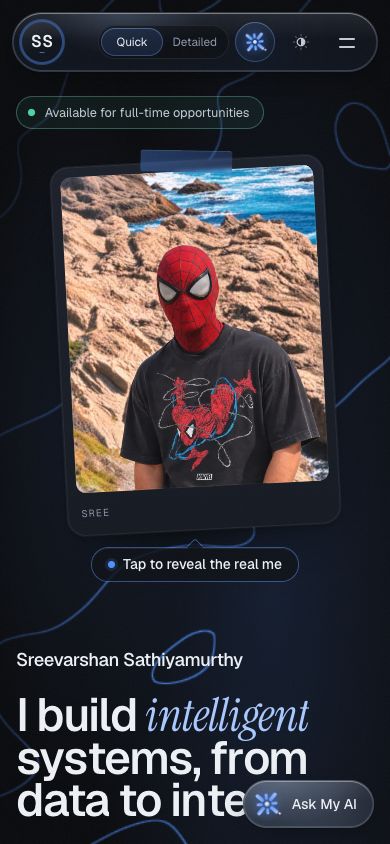 SS
Quick
Detailed
Available for full-time opportunities
MARVEL
SREE
Tap to reveal the real me
Sreevarshan Sathiyamurthy
I build intelligent
systems, from
data to inte
Ask My AI